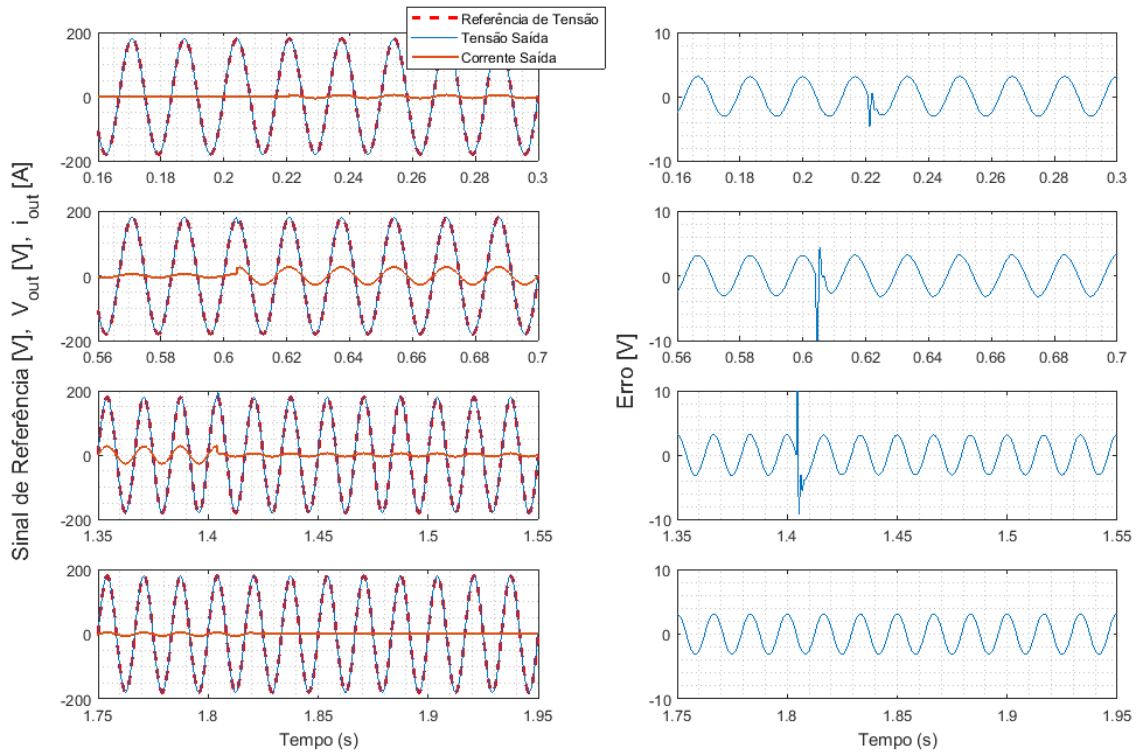 Referência de Tensão
Tensão Saída
Corrente Saída
200
0
-200
0.16 0.18 0.2 0.22 0.24 0.26 0.28 0.3
10
0
-10
0.16 0.18 0.2 0.22 0.24 0.26 0.28 0.3
200
0
-200
0.56 0.58 0.6 0.62 0.64 0.66 0.68 0.7
10
0
-10
0.56 0.58 0.6 0.62 0.64 0.66 0.68 0.7
200
0
-200
1.35 1.4 1.45 1.5 1.55
10
0
-10
1.35 1.4 1.45 1.5 1.55
200
0
-200
1.75 1.8 1.85 1.9 1.95
10
0
-10
1.75 1.8 1.85 1.9 1.95
Tempo (s)
Tempo (s)
Sinal de Referência [V], V_out [V], i_out [A]
Erro [V]